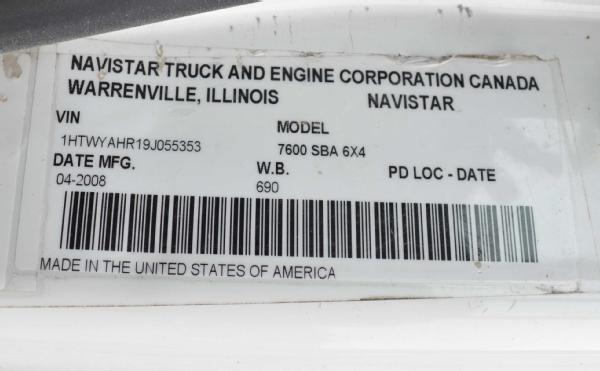 NAVISTAR TRUCK AND ENGINE CORPORATION CANADA
WARRENVILLE, ILLINOIS NAVISTAR
VIN MODEL
1HTWYAHR19J055353 7600 SBA 6X4
DATE MFG. W.B. PD LOC - DATE
04-2008 690
MADE IN THE UNITED STATES OF AMERICA